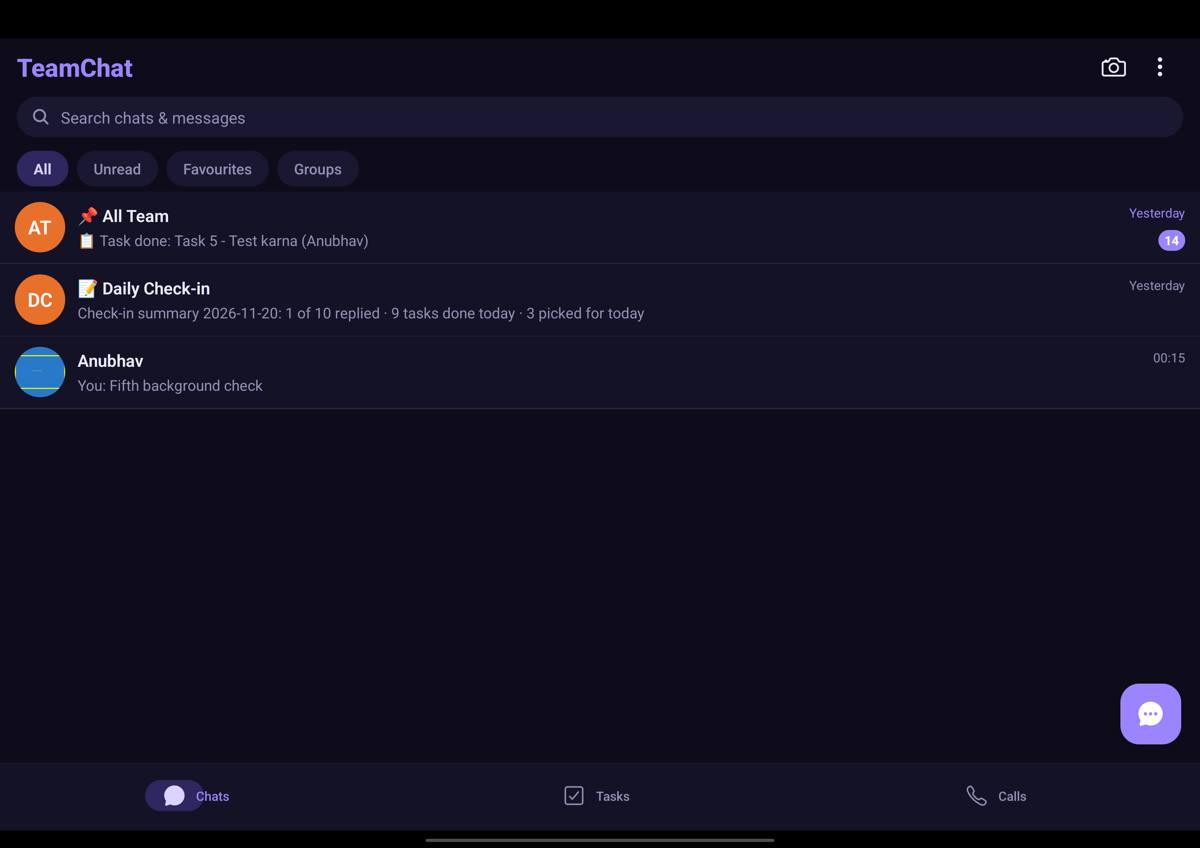 TeamChat
Search chats & messages
All
Unread
Favourites
Groups
AT
📌 All Team
Yesterday
📋 Task done: Task 5 - Test karna (Anubhav)
14
DC
📝 Daily Check-in
Yesterday
Check-in summary 2026-11-20: 1 of 10 replied · 9 tasks done today · 3 picked for today
Anubhav
00:15
You: Fifth background check
Chats
Tasks
Calls